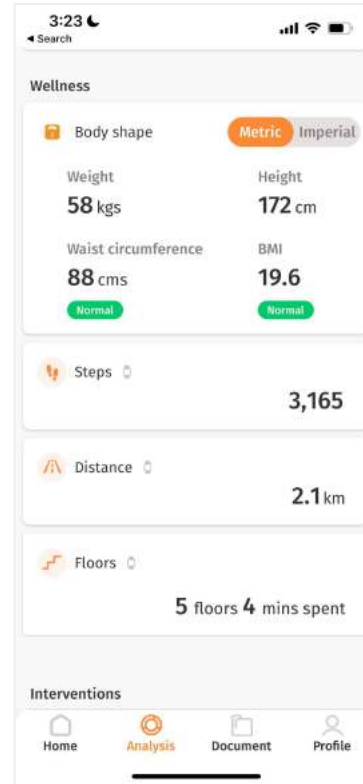 3:23
◄ Search
Wellness
Body shape
Metric Imperial
Weight Height
58 kgs 172 cm
Waist circumference BMI
88 cms 19.6
Normal Normal
Steps
3,165
Distance
2.1 km
Floors
5 floors 4 mins spent
Interventions
Home Analysis Document Profile